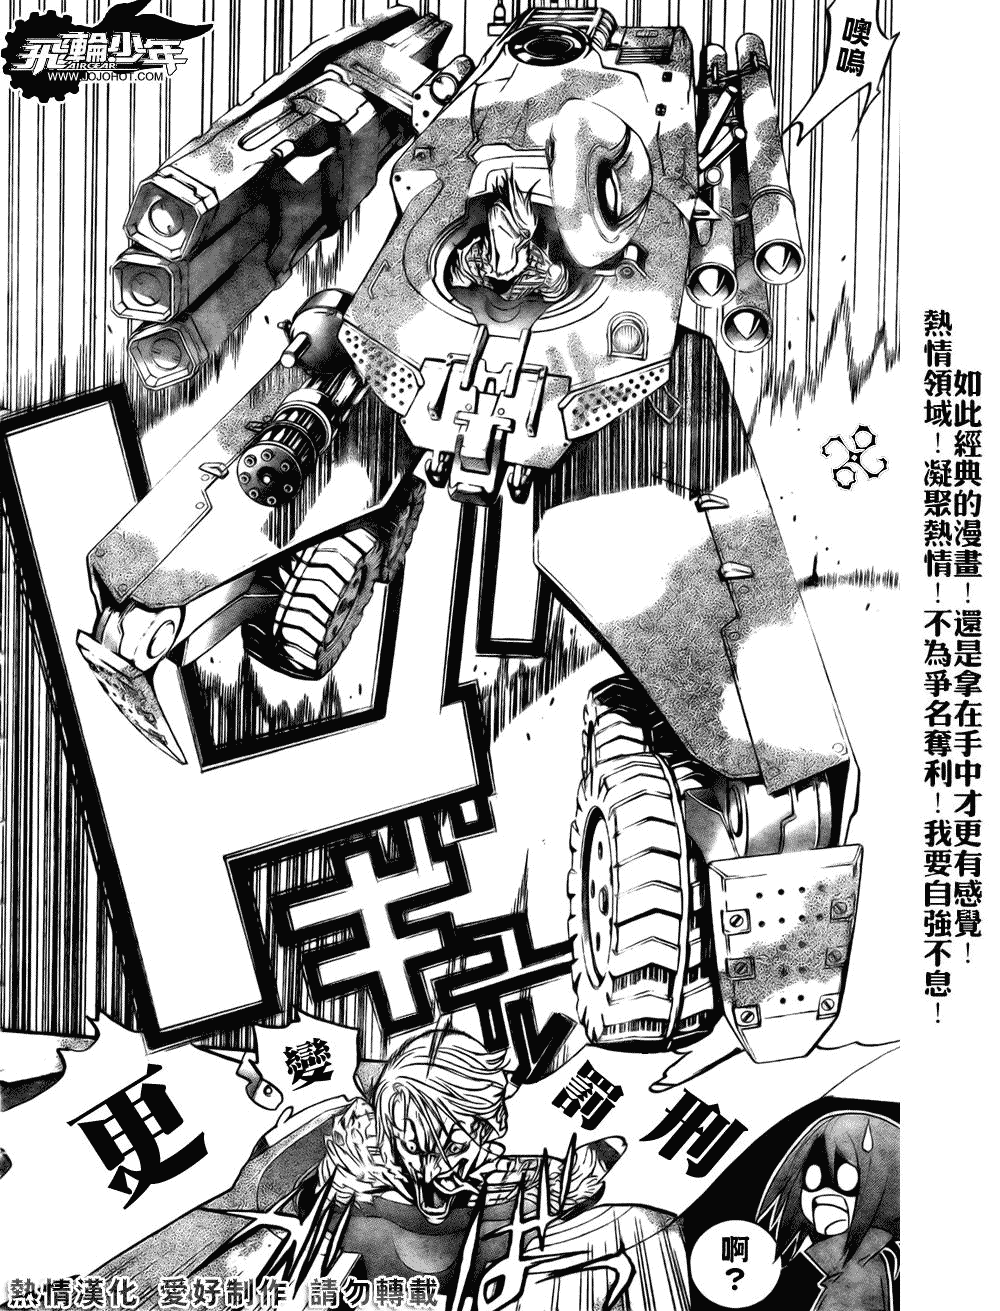 飛輪少年
AIRGEAR
WWW.JOJOHOT.COM
噢嗚
如此經典的漫畫！還是拿在手中才更有感覺！
熱情領域！凝聚熱情！不為爭名奪利！我要自強不息！
ドギュル
刑罰
變更
啊？
熱情漢化 愛好制作 請勿轉載